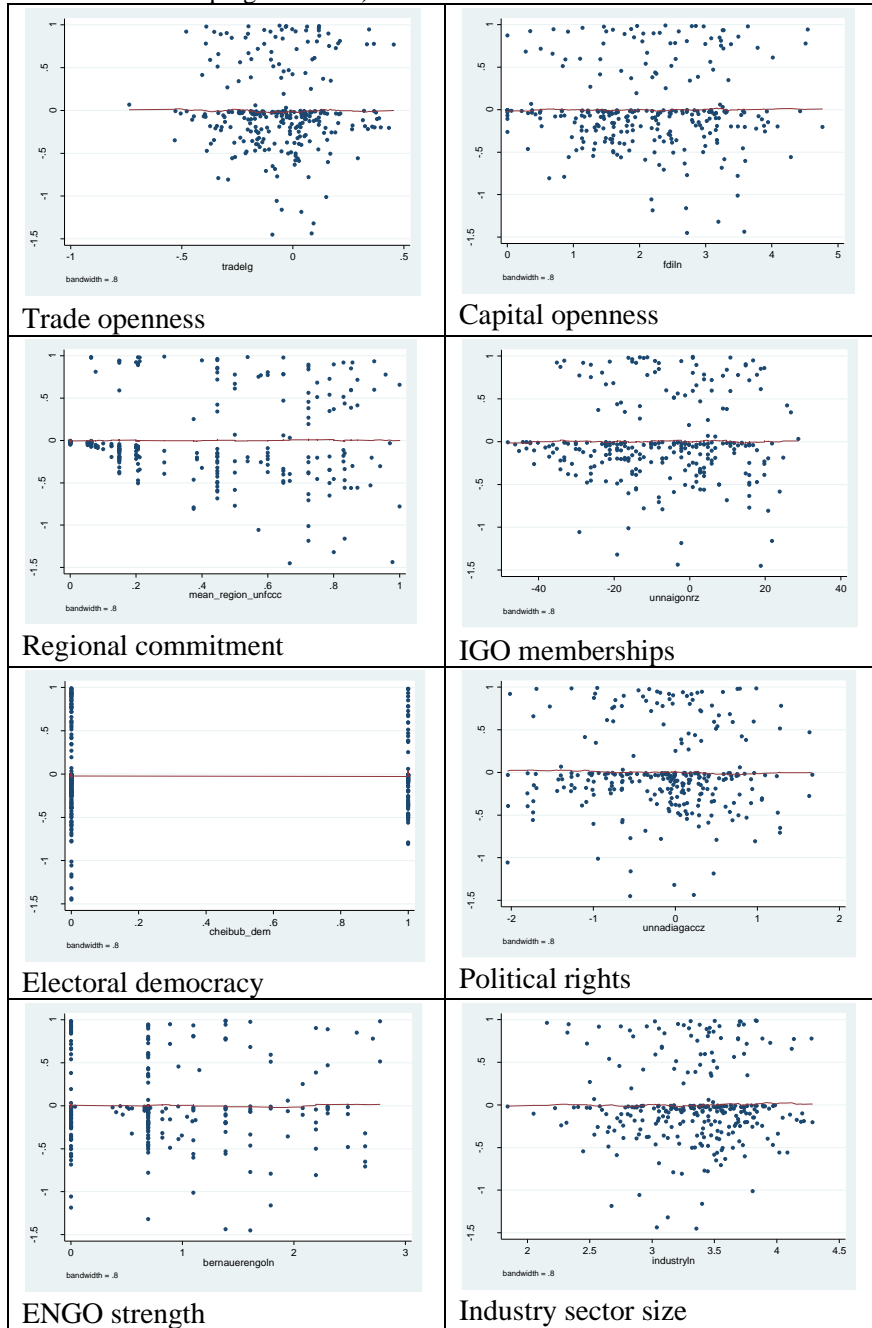 1
.5
0
-.5
-1
-1.5
-1 -.5 0 .5
tradelg
bandwidth = .8
Trade openness
1
.5
0
-.5
-1
-1.5
0 1 2 3 4 5
fdiln
bandwidth = .8
Capital openness
1
.5
0
-.5
-1
-1.5
0 .2 .4 .6 .8 1
mean_region_unfccc
bandwidth = .8
Regional commitment
1
.5
0
-.5
-1
-1.5
-40 -20 0 20 40
unnaigonrz
bandwidth = .8
IGO memberships
1
.5
0
-.5
-1
-1.5
0 .2 .4 .6 .8 1
cheibub_dem
bandwidth = .8
Electoral democracy
1
.5
0
-.5
-1
-1.5
-2 -1 0 1 2
unnadiagaccz
bandwidth = .8
Political rights
1
.5
0
-.5
-1
-1.5
0 1 2 3
bernauerengoln
bandwidth = .8
ENGO strength
1
.5
0
-.5
-1
-1.5
2 2.5 3 3.5 4 4.5
industryln
bandwidth = .8
Industry sector size